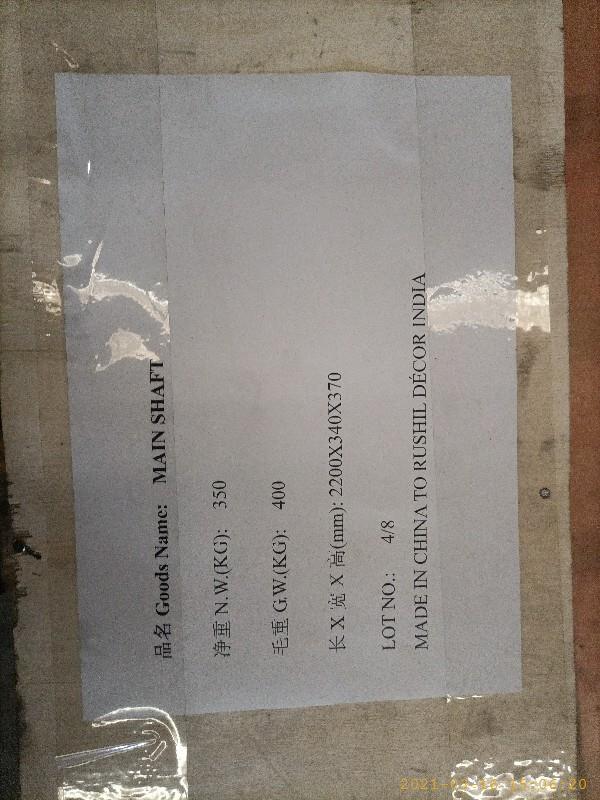 品名 Goods Name: MAIN SHAFT
净重 N.W.(KG): 350
毛重 G.W.(KG): 400
长 X 宽 X 高(mm): 2200X340X370
LOT NO.: 4/8
MADE IN CHINA TO RUSHIL DÉCOR INDIA